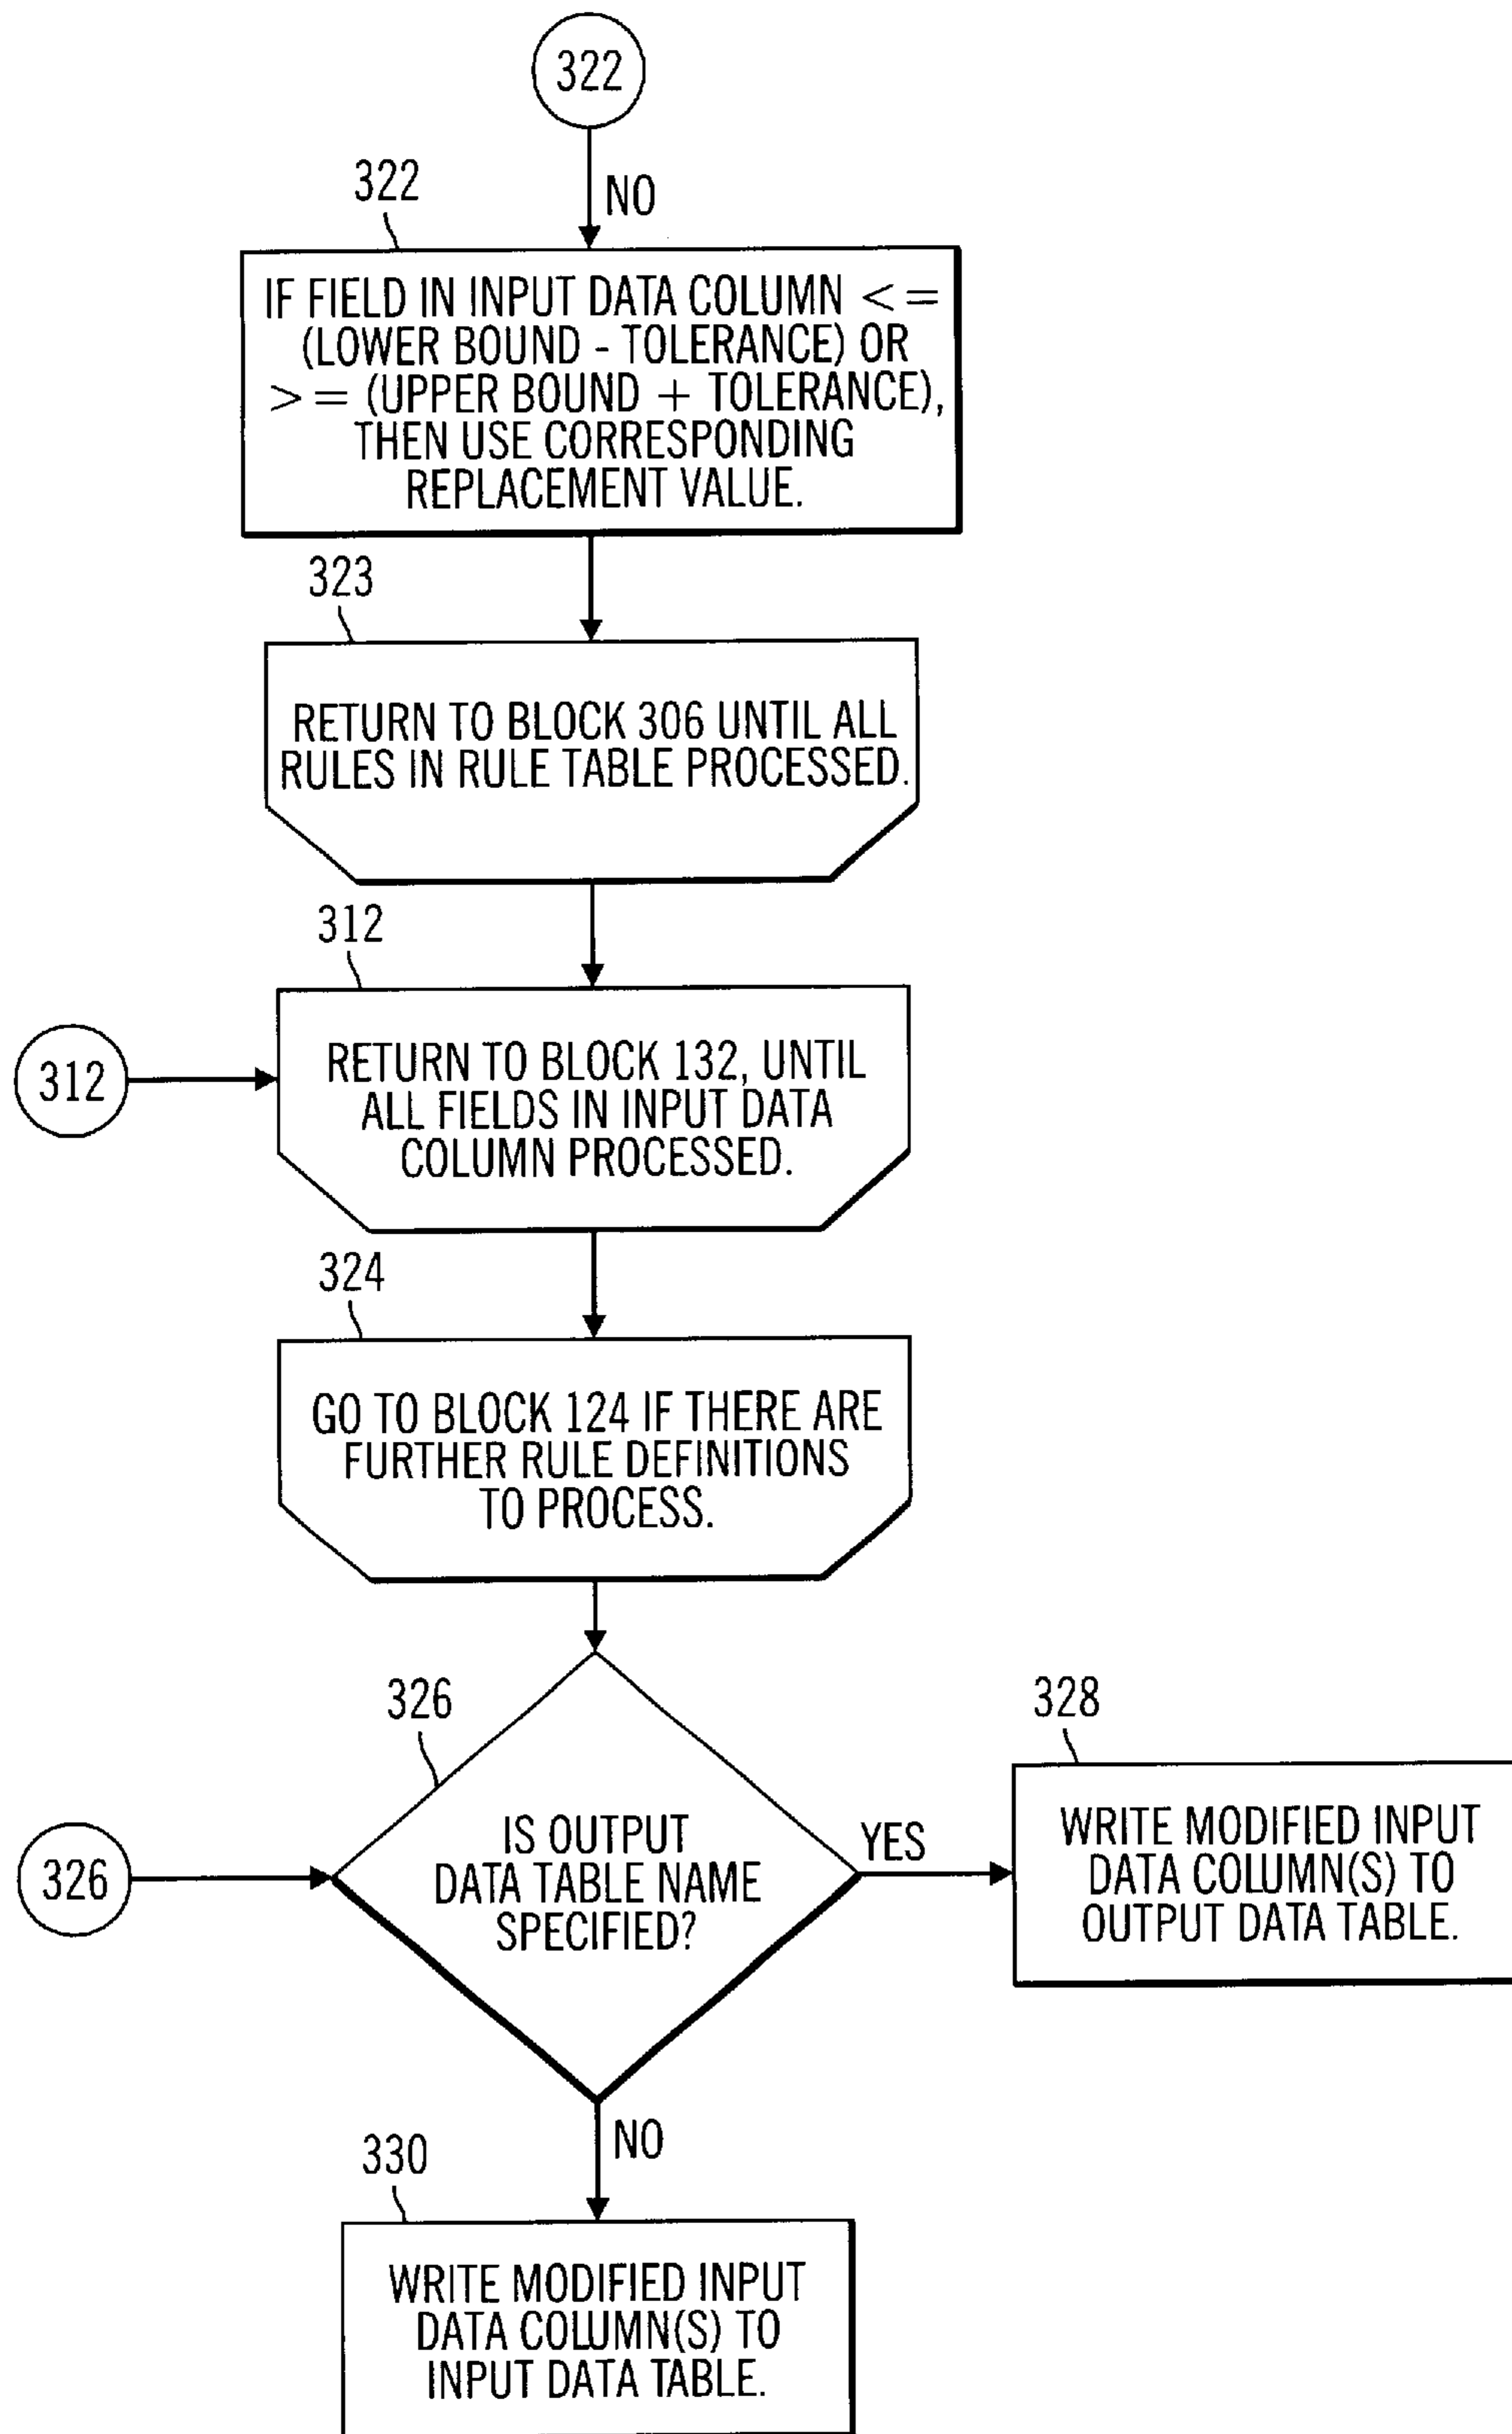 322
NO
322
IF FIELD IN INPUT DATA COLUMN <=
(LOWER BOUND - TOLERANCE) OR
>= (UPPER BOUND + TOLERANCE),
THEN USE CORRESPONDING
REPLACEMENT VALUE.
323
RETURN TO BLOCK 306 UNTIL ALL
RULES IN RULE TABLE PROCESSED.
312
312
RETURN TO BLOCK 132, UNTIL
ALL FIELDS IN INPUT DATA
COLUMN PROCESSED.
324
GO TO BLOCK 124 IF THERE ARE
FURTHER RULE DEFINITIONS
TO PROCESS.
326
326
IS OUTPUT
DATA TABLE NAME
SPECIFIED?
YES
328
WRITE MODIFIED INPUT
DATA COLUMN(S) TO
OUTPUT DATA TABLE.
NO
330
WRITE MODIFIED INPUT
DATA COLUMN(S) TO
INPUT DATA TABLE.